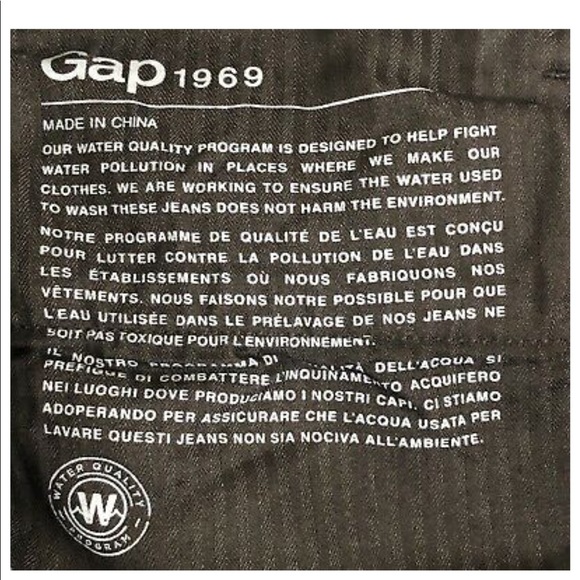 Gap 1969
MADE IN CHINA
OUR WATER QUALITY PROGRAM IS DESIGNED TO HELP FIGHT
WATER POLLUTION IN PLACES WHERE WE MAKE OUR
CLOTHES. WE ARE WORKING TO ENSURE THE WATER USED
TO WASH THESE JEANS DOES NOT HARM THE ENVIRONMENT.
NOTRE PROGRAMME DE QUALITÉ DE L'EAU EST CONÇU
POUR LUTTER CONTRE LA POLLUTION DE L'EAU DANS
LES ÉTABLISSEMENTS OÙ NOUS FABRIQUONS NOS
VÊTEMENTS. NOUS FAISONS NOTRE POSSIBLE POUR QUE
L'EAU UTILISÉE DANS LE PRÉLAVAGE DE NOS JEANS NE
SOIT PAS TOXIQUE POUR L'ENVIRONNEMENT.
IL NOSTRO PROGRAMMA DI DELL'ACQUA SI
PREFIGGE DI COMBATTERE L'INQUINAMENTO ACQUIFERO
NEI LUOGHI DOVE PRODUCIAMO I NOSTRI CAPI. CI STIAMO
ADOPERANDO PER ASSICURARE CHE L'ACQUA USATA PER
LAVARE QUESTI JEANS NON SIA NOCIVA ALL'AMBIENTE.
WATER QUALITY
W
PROGRAM